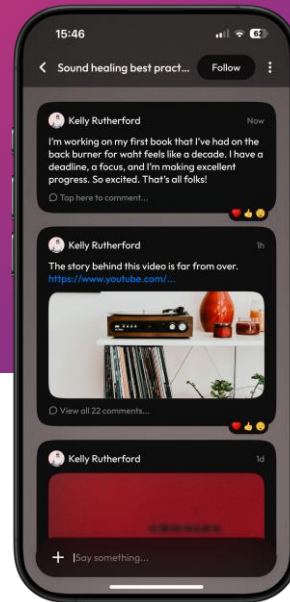 15:46
Sound healing best pract... Follow
Kelly Rutherford Now
I'm working on my first book that I've had on the
back burner for waht feels like a decade. I have a
deadline, a focus, and I'm making excellent
progress. So excited. That's all folks!
Tap here to comment...
Kelly Rutherford 1h
The story behind this video is far from over.
https://www.youtube.com/...
View all 22 comments...
Kelly Rutherford 1d
Say something...